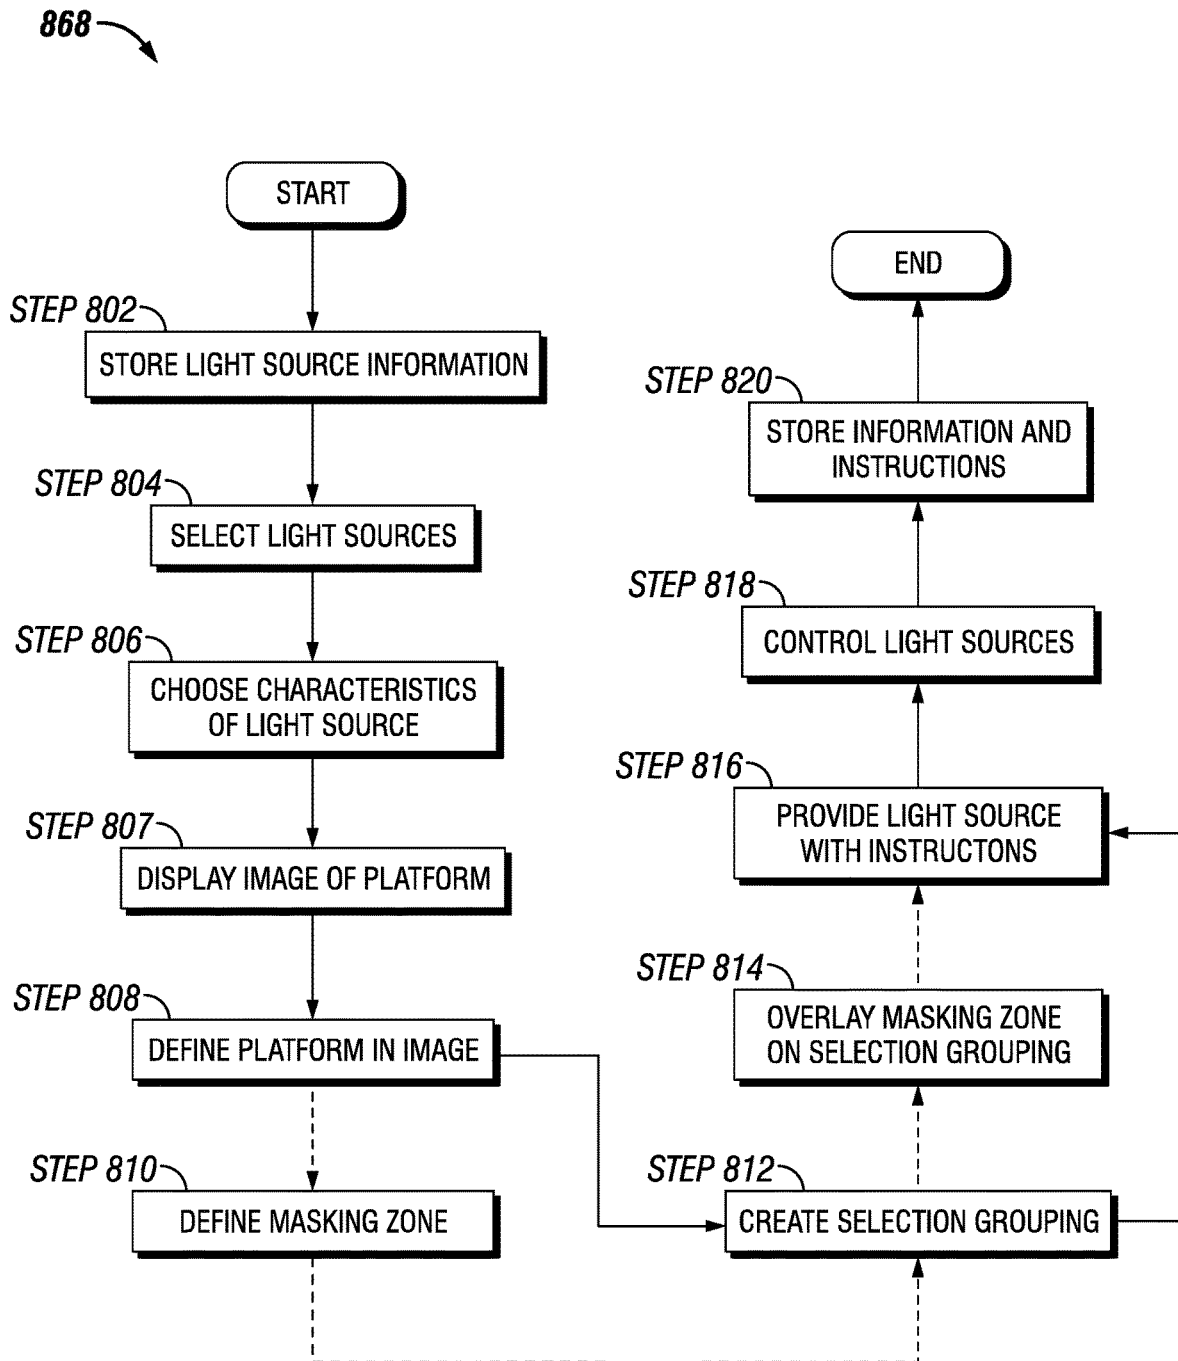 868
START
STEP 802
STORE LIGHT SOURCE INFORMATION
STEP 804
SELECT LIGHT SOURCES
STEP 806
CHOOSE CHARACTERISTICS
OF LIGHT SOURCE
STEP 807
DISPLAY IMAGE OF PLATFORM
STEP 808
DEFINE PLATFORM IN IMAGE
STEP 810
DEFINE MASKING ZONE
END
STEP 820
STORE INFORMATION AND
INSTRUCTIONS
STEP 818
CONTROL LIGHT SOURCES
STEP 816
PROVIDE LIGHT SOURCE
WITH INSTRUCTONS
STEP 814
OVERLAY MASKING ZONE
ON SELECTION GROUPING
STEP 812
CREATE SELECTION GROUPING